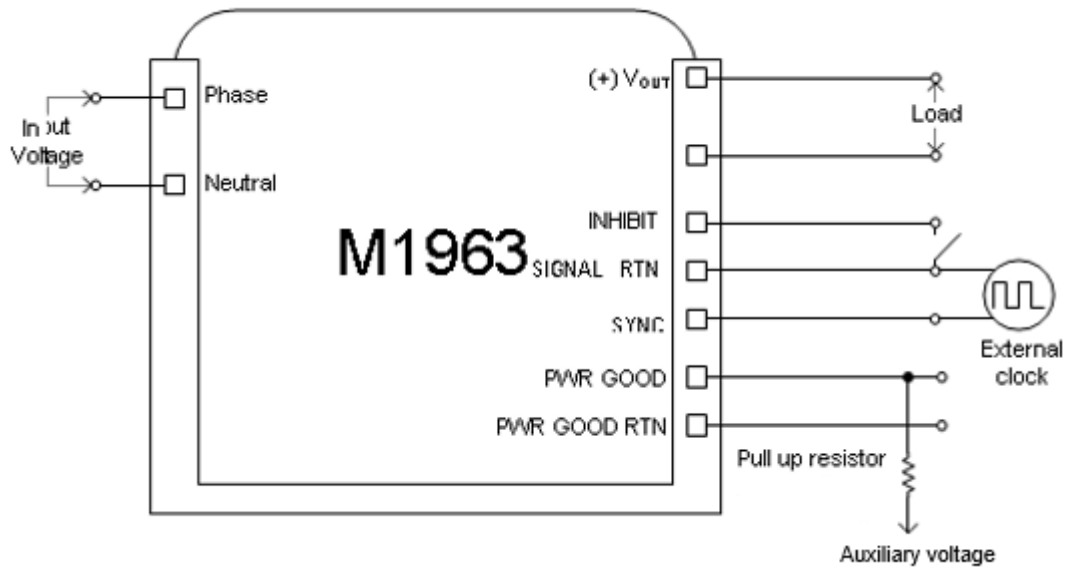 Phase
Input
Voltage
Neutral
M1963
(+) VOUT
Load
INHIBIT
SIGNAL RTN
SYNC
External
clock
PWR GOOD
PWR GOOD RTN
Pull up resistor
Auxiliary voltage